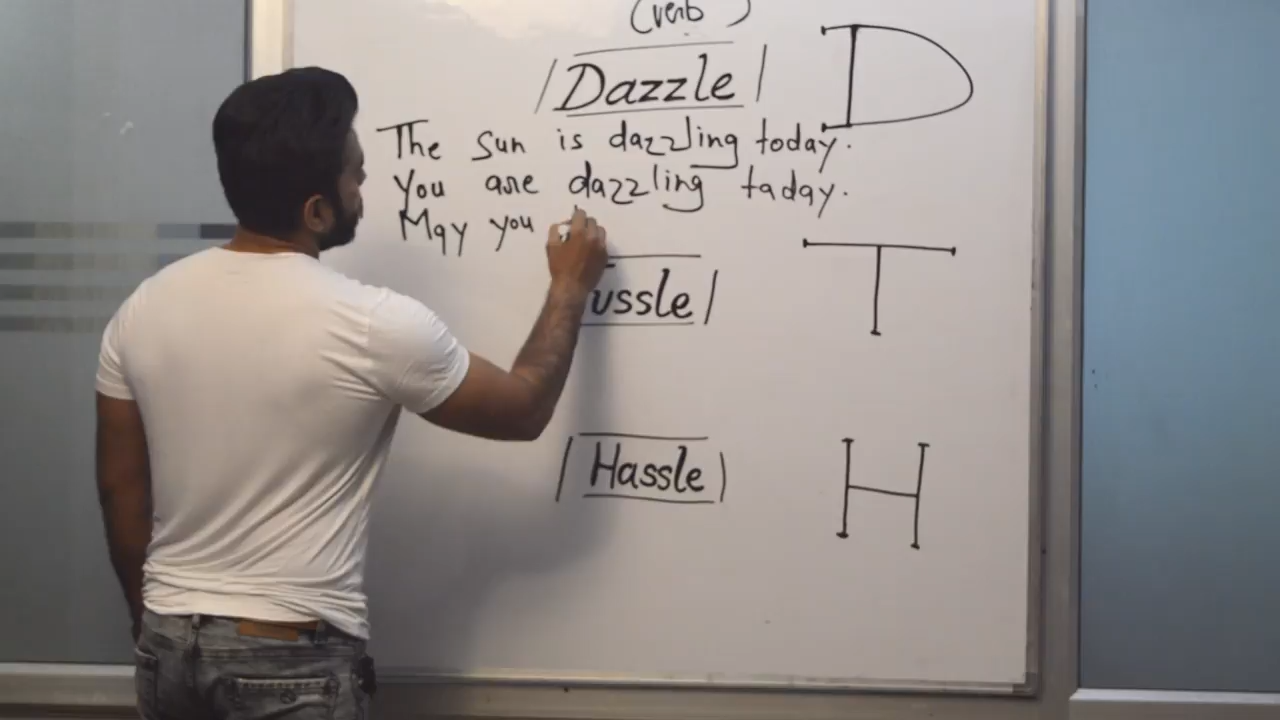 (verb)
Dazzle D
The sun is dazzling today.
You are dazzling taday.
May you
ussle T
Hassle H